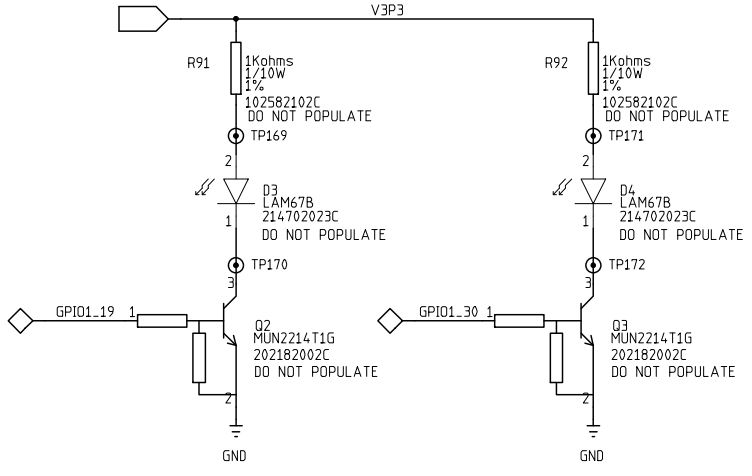 V3P3
R91
1Kohms
1/10W
1%
102582102C
DO NOT POPULATE
TP169
2
D3
LAM67B
214702023C
DO NOT POPULATE
1
TP170
3
GPIO1_19 1
Q2
MUN2214T1G
202182002C
DO NOT POPULATE
2
GND
R92
1Kohms
1/10W
1%
102582102C
DO NOT POPULATE
TP171
2
D4
LAM67B
214702023C
DO NOT POPULATE
1
TP172
3
GPIO1_30 1
Q3
MUN2214T1G
202182002C
DO NOT POPULATE
2
GND